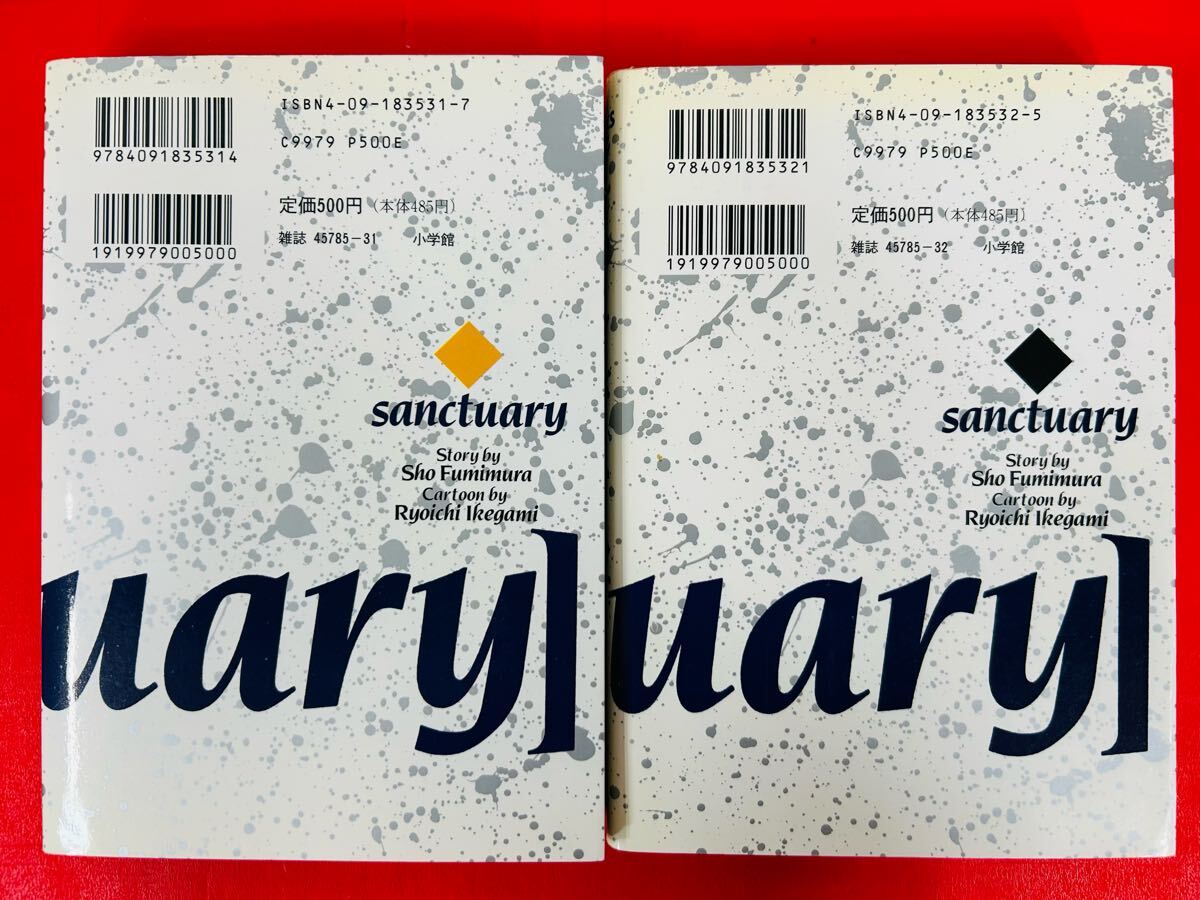 ISBN4-09-183531-7
9784091835314
C9979 P500E
定価500円（本体485円）
1919979005000
雑誌 45785-31 小学館
sanctuary
Story by
Sho Fumimura
Cartoon by
Ryoichi Ikegami
uary]
ISBN4-09-183532-5
9784091835321
C9979 P500E
定価500円（本体485円）
1919979005000
雑誌 45785-32 小学館
sanctuary
Story by
Sho Fumimura
Cartoon by
Ryoichi Ikegami
uary]